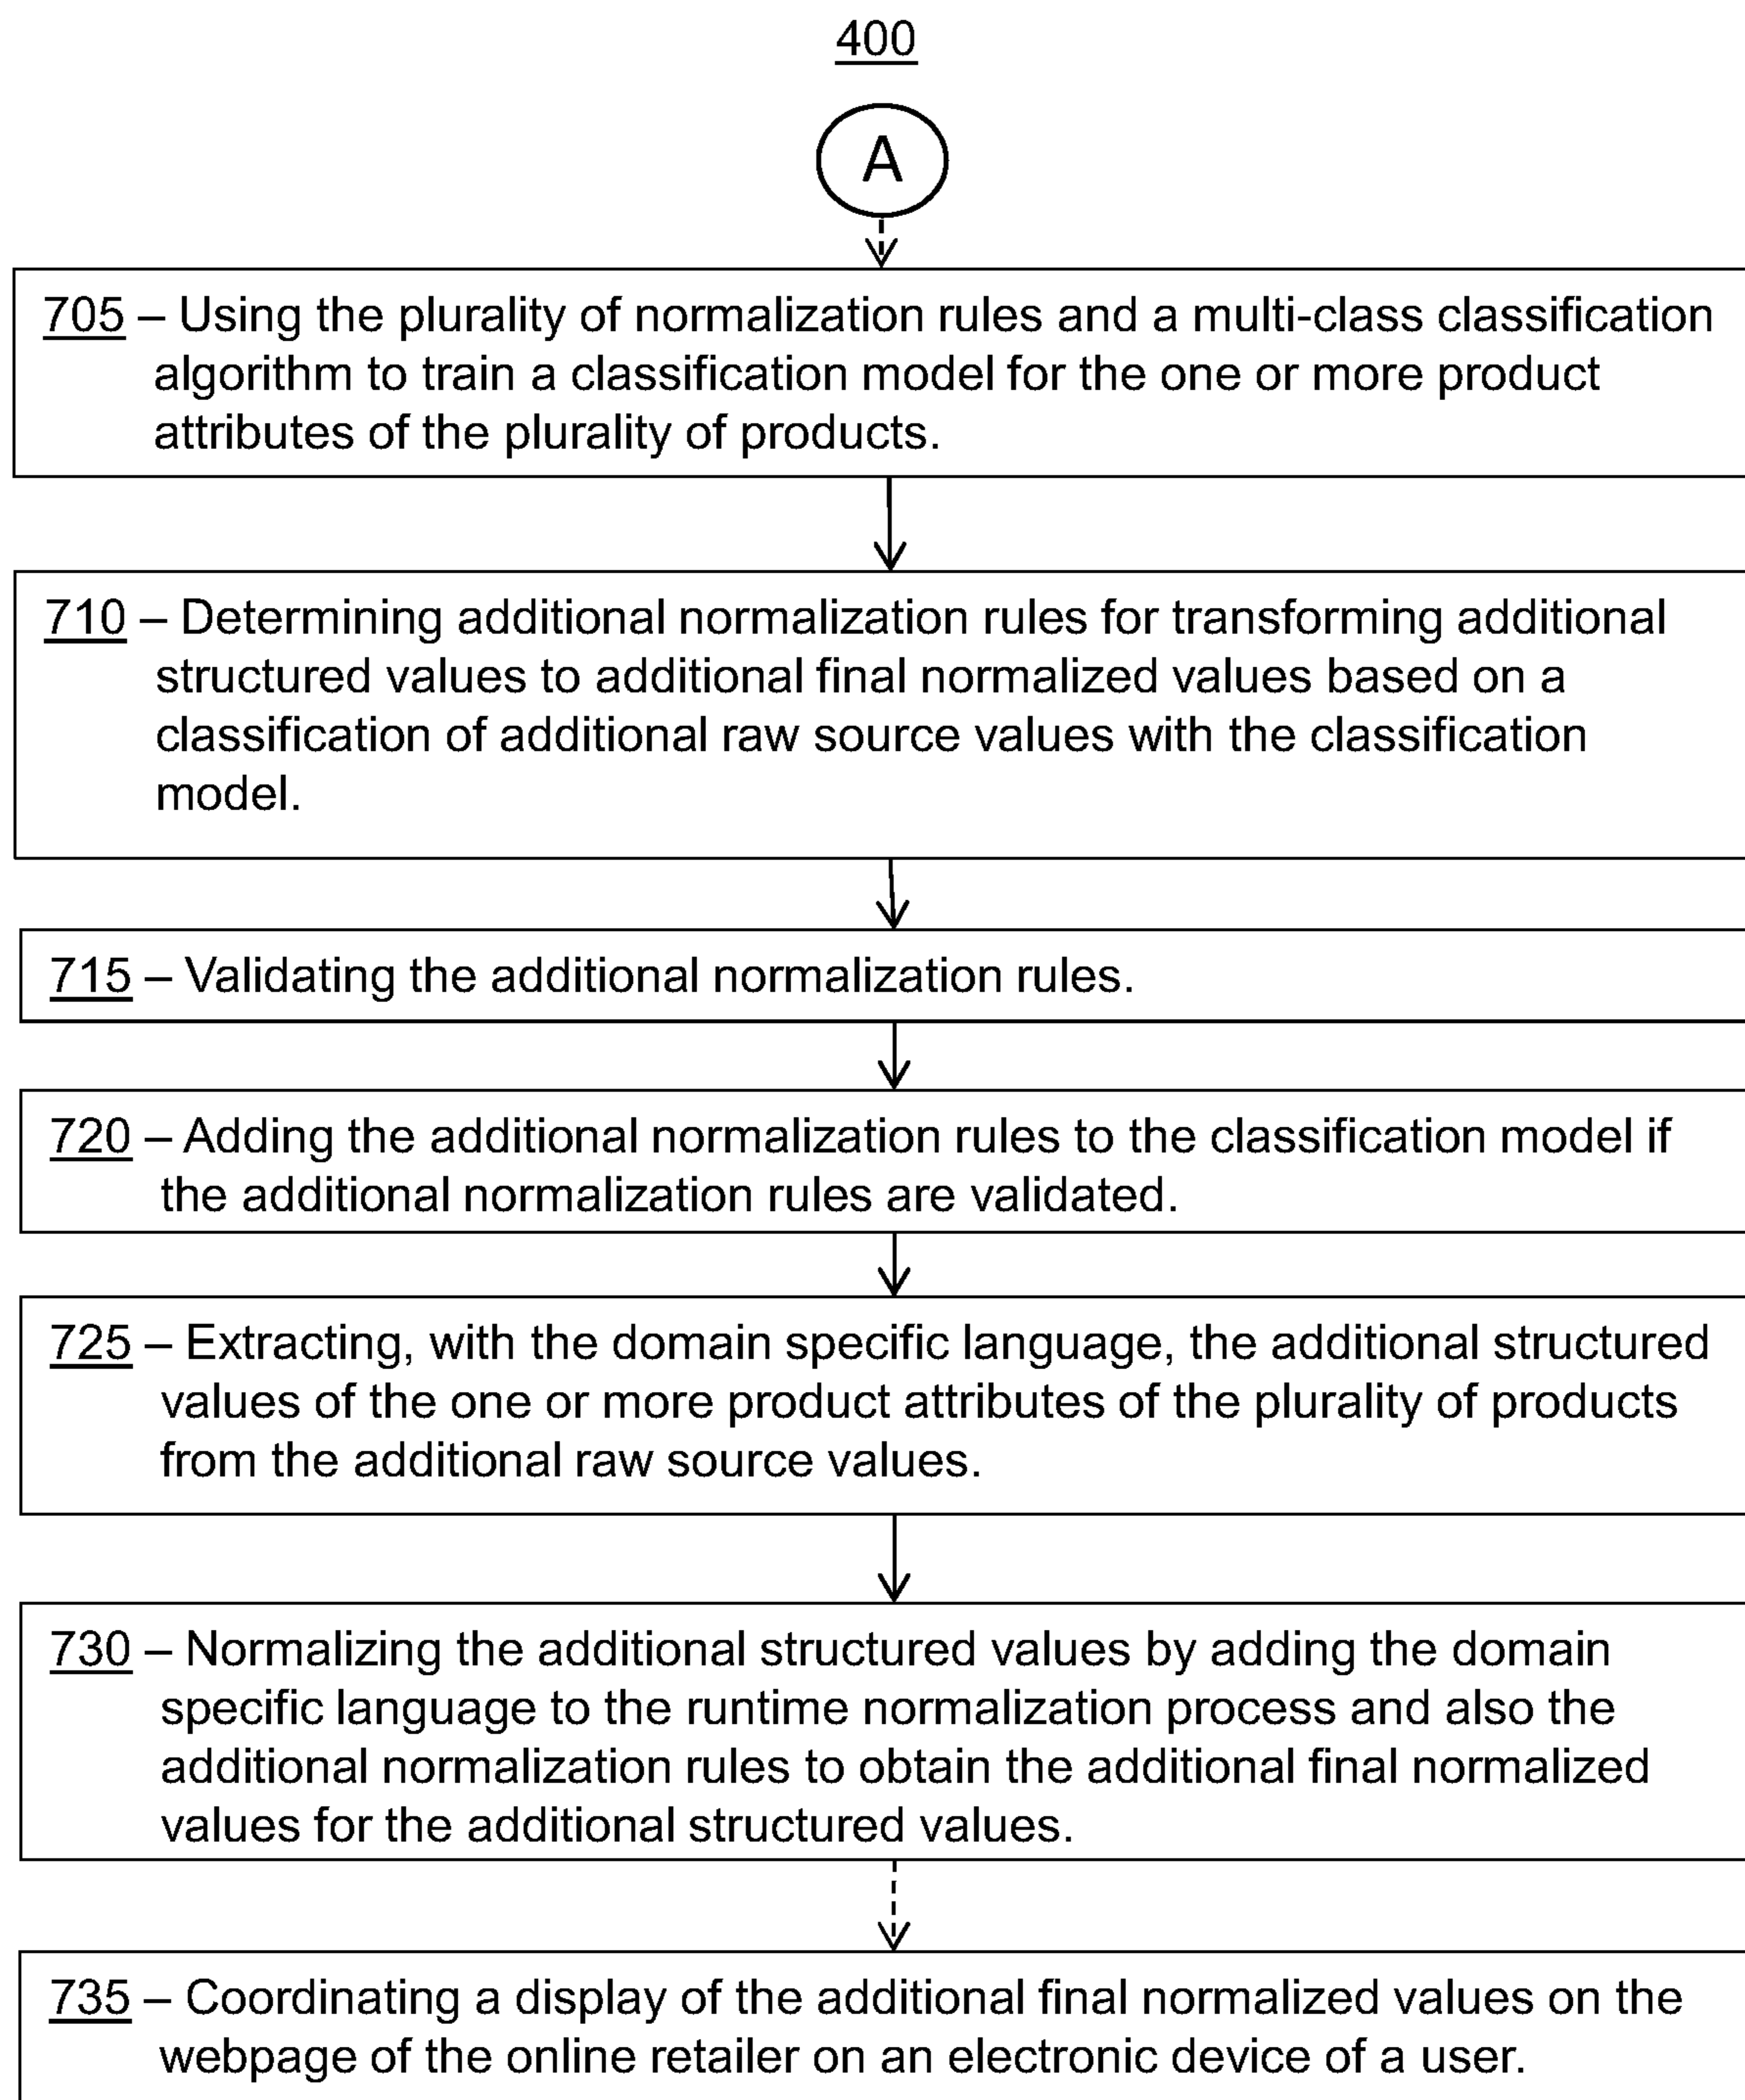 400
A
705 – Using the plurality of normalization rules and a multi-class classification
algorithm to train a classification model for the one or more product
attributes of the plurality of products.
710 – Determining additional normalization rules for transforming additional
structured values to additional final normalized values based on a
classification of additional raw source values with the classification
model.
715 – Validating the additional normalization rules.
720 – Adding the additional normalization rules to the classification model if
the additional normalization rules are validated.
725 – Extracting, with the domain specific language, the additional structured
values of the one or more product attributes of the plurality of products
from the additional raw source values.
730 – Normalizing the additional structured values by adding the domain
specific language to the runtime normalization process and also the
additional normalization rules to obtain the additional final normalized
values for the additional structured values.
735 – Coordinating a display of the additional final normalized values on the
webpage of the online retailer on an electronic device of a user.